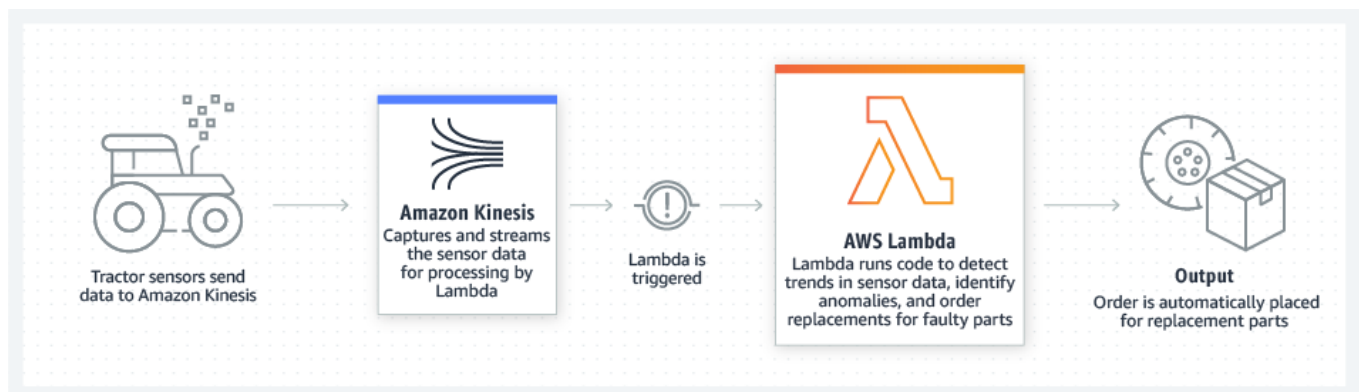 Tractor sensors send
data to Amazon Kinesis
Amazon Kinesis
Captures and streams
the sensor data
for processing by
Lambda
Lambda is
triggered
AWS Lambda
Lambda runs code to detect
trends in sensor data, identify
anomalies, and order
replacements for faulty parts
Output
Order is automatically placed
for replacement parts